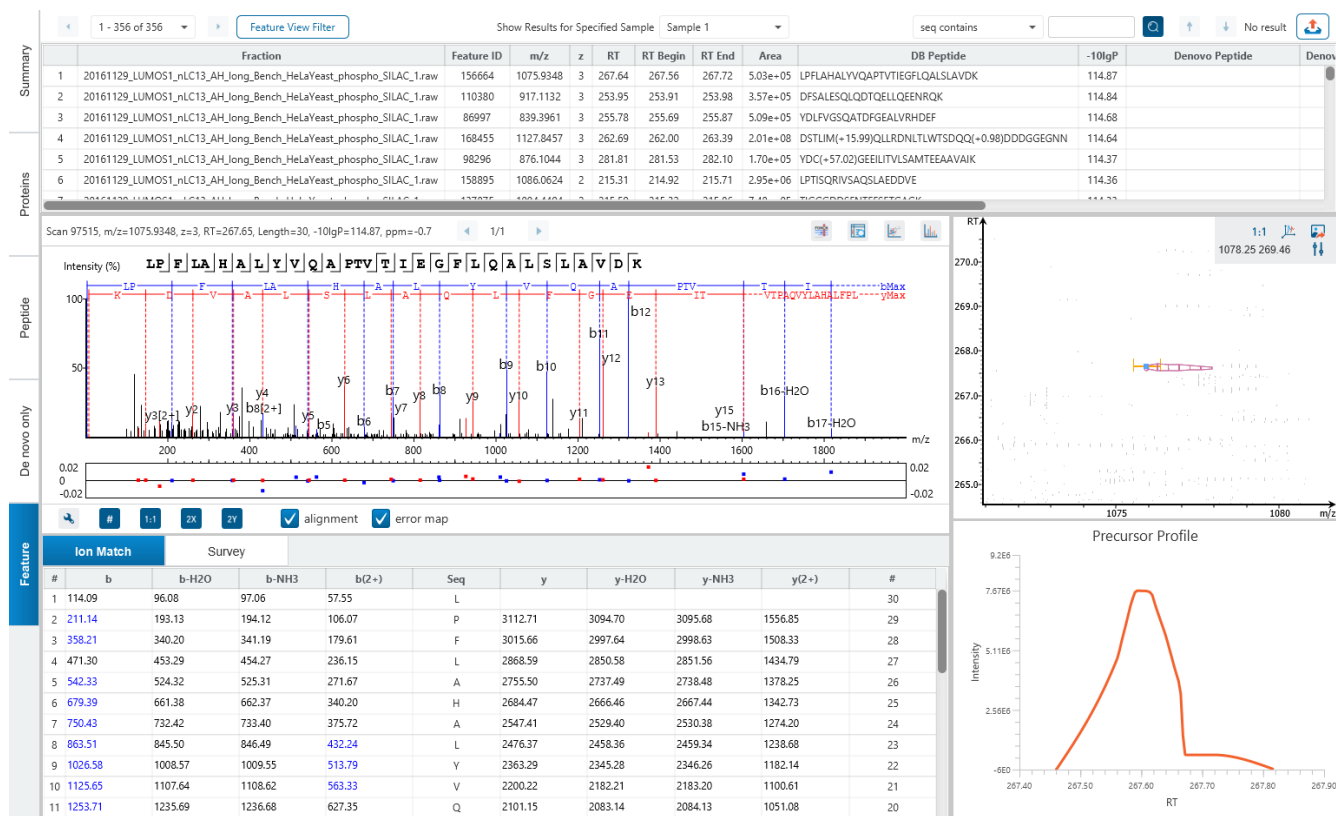 Summary
Proteins
Peptide
De novo only
Feature
1 - 356 of 356 Feature View Filter Show Results for Specified Sample Sample 1 seq contains No result
Fraction Feature ID m/z z RT RT Begin RT End Area DB Peptide -10lgP Denovo Peptide Denov
1 20161129_LUMOS1_nLC13_AH_long_Bench_HeLaYeast_phospho_SILAC_1.raw 156664 1075.9348 3 267.64 267.56 267.72 5.03e+05 LPFLAHALYVQAPTVTIEGFLQALSLAVDK 114.87
2 20161129_LUMOS1_nLC13_AH_long_Bench_HeLaYeast_phospho_SILAC_1.raw 110380 917.1132 3 253.95 253.91 253.98 3.57e+05 DFSALESQLQDTQELLQEENRQK 114.84
3 20161129_LUMOS1_nLC13_AH_long_Bench_HeLaYeast_phospho_SILAC_1.raw 86997 839.3961 3 255.78 255.69 255.87 5.09e+05 YDLFVGSQATDFGEALVRHDEF 114.68
4 20161129_LUMOS1_nLC13_AH_long_Bench_HeLaYeast_phospho_SILAC_1.raw 168455 1127.8457 3 262.69 262.00 263.39 2.01e+08 DSTLIM(+15.99)QLLRDNLTLWTSDQQ(+0.98)DDDGGEGNN 114.64
5 20161129_LUMOS1_nLC13_AH_long_Bench_HeLaYeast_phospho_SILAC_1.raw 98296 876.1044 3 281.81 281.53 282.10 1.70e+05 YDC(+57.02)GEEILITVLSAMTEEAAVAIK 114.37
6 20161129_LUMOS1_nLC13_AH_long_Bench_HeLaYeast_phospho_SILAC_1.raw 158895 1086.0624 2 215.31 214.92 215.71 2.95e+06 LPTISQRIVSAQSLAEDDVE 114.36
Scan 97515, m/z=1075.9348, z=3, RT=267.65, Length=30, -10lgP=114.87, ppm=-0.7 1/1
Intensity (%) LP F LA H A L Y V Q A PTV T I E G F L Q A L S L A V D K
LP F LA H A L Y V Q A PTV T I bMax
K D V A L S L A Q L F G E IT VTPAQVYLAHALFPL yMax
100
50
y3[2+] y2 y3 y4 b8[2+] y5 b5 y6 b6 b7 y7 y8 b8 y9 b9 y10 b10 y11 b11 y12 b12 y13 y15 b15-NH3 b16-H2O b17-H2O
200 400 600 800 1000 1200 1400 1600 1800 m/z
0.02 0.02
0 0
-0.02 -0.02
# 1:1 2X 2Y alignment error map
Ion Match Survey
# b b-H2O b-NH3 b(2+) Seq y y-H2O y-NH3 y(2+) #
1 114.09 96.08 97.06 57.55 L 30
2 211.14 193.13 194.12 106.07 P 3112.71 3094.70 3095.68 1556.85 29
3 358.21 340.20 341.19 179.61 F 3015.66 2997.64 2998.63 1508.33 28
4 471.30 453.29 454.27 236.15 L 2868.59 2850.58 2851.56 1434.79 27
5 542.33 524.32 525.31 271.67 A 2755.50 2737.49 2738.48 1378.25 26
6 679.39 661.38 662.37 340.20 H 2684.47 2666.46 2667.44 1342.73 25
7 750.43 732.42 733.40 375.72 A 2547.41 2529.40 2530.38 1274.20 24
8 863.51 845.50 846.49 432.24 L 2476.37 2458.36 2459.34 1238.68 23
9 1026.58 1008.57 1009.55 513.79 Y 2363.29 2345.28 2346.26 1182.14 22
10 1125.65 1107.64 1108.62 563.33 V 2200.22 2182.21 2183.20 1100.61 21
11 1253.71 1235.69 1236.68 627.35 Q 2101.15 2083.14 2084.13 1051.08 20
RT 1:1
1078.25 269.46
270.0
269.0
268.0
267.0
266.0
265.0
1075 1080 m/z
Precursor Profile
9.2E6
7.67E6
5.11E6
2.56E6
-6E0
Intensity
267.40 267.50 267.60 267.70 267.80 267.90
RT